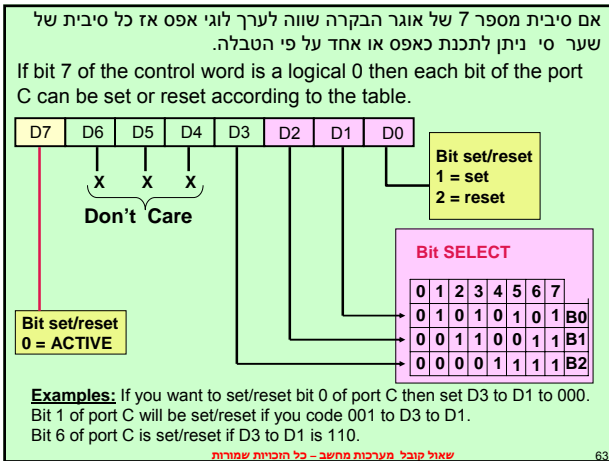 אם סיבית מספר 7 של אוגר הבקרה שווה לערך לוגי אפס אז כל סיבית של
שער סי ניתן לתכנת כאפס או אחד על פי הטבלה.
If bit 7 of the control word is a logical 0 then each bit of the port
C can be set or reset according to the table.
D7 D6 D5 D4 D3 D2 D1 D0
X X X
Don't Care
Bit set/reset
1 = set
2 = reset
Bit SELECT
0 1 2 3 4 5 6 7
0 1 0 1 0 1 0 1 B0
0 0 1 1 0 0 1 1 B1
0 0 0 0 1 1 1 1 B2
Bit set/reset
0 = ACTIVE
Examples: If you want to set/reset bit 0 of port C then set D3 to D1 to 000.
Bit 1 of port C will be set/reset if you code 001 to D3 to D1.
Bit 6 of port C is set/reset if D3 to D1 is 110.
שאול קובל מערכות מחשב – כל הזכויות שמורות
63